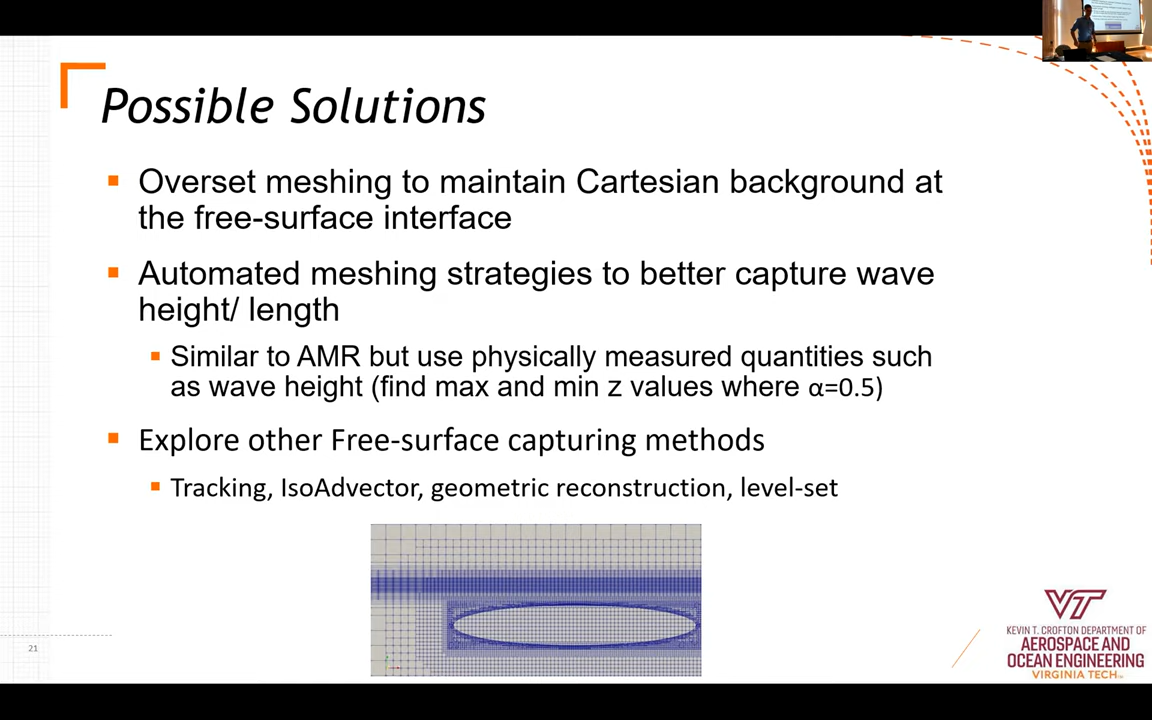 Possible Solutions
Overset meshing to maintain Cartesian background at
the free-surface interface
Automated meshing strategies to better capture wave
height/ length
Similar to AMR but use physically measured quantities such
as wave height (find max and min z values where α=0.5)
Explore other Free-surface capturing methods
Tracking, IsoAdvector, geometric reconstruction, level-set
21
VT
KEVIN T. CROFTON DEPARTMENT OF
AEROSPACE AND
OCEAN ENGINEERING
VIRGINIA TECH™